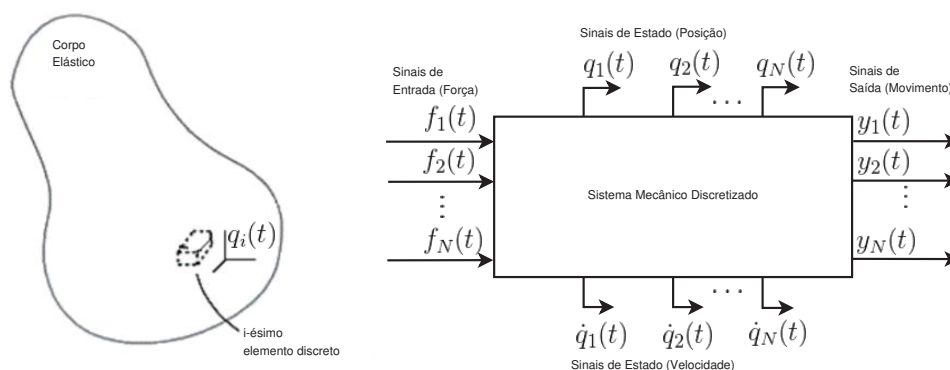 Corpo
Elástico
q_i(t)
i-ésimo
elemento discreto
Sinais de Estado (Posição)
q_1(t) q_2(t) q_N(t)
. . .
Sinais de
Entrada (Força)
Sinais de
Saída (Movimento)
f_1(t)
f_2(t)
f_N(t)
Sistema Mecânico Discretizado
y_1(t)
y_2(t)
y_N(t)
. . .
q̇_1(t) q̇_2(t) q̇_N(t)
Sinais de Estado (Velocidade)